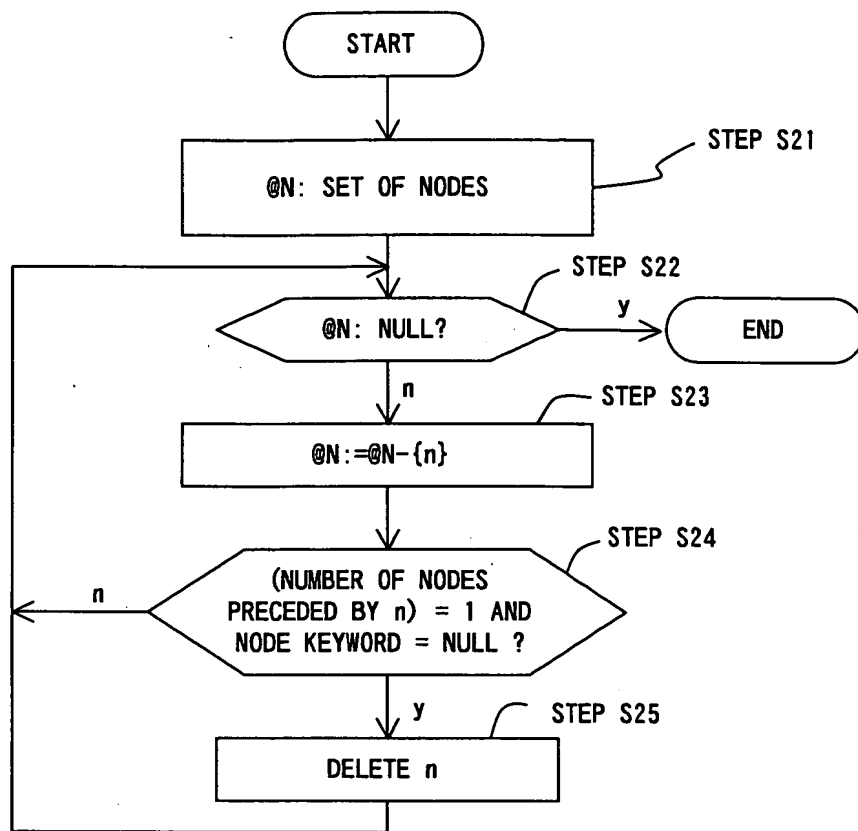 START
STEP S21
@N: SET OF NODES
STEP S22
@N: NULL?
y
END
n
STEP S23
@N:=@N-{n}
STEP S24
(NUMBER OF NODES
PRECEDED BY n) = 1 AND
NODE KEYWORD = NULL ?
n
y
STEP S25
DELETE n